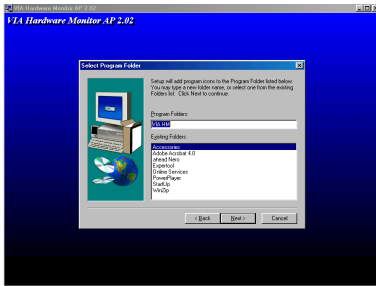 VIA Hardware Monitor AP 2.02
VIA Hardware Monitor AP 2.02
Select Program Folder
Setup will add program icons to the Program Folder listed below.
You may type a new folder name, or select one from the existing
Folders list. Click Next to continue.
Program Folders:
VIA HM
Existing Folders:
Accessories
Adobe Acrobat 4.0
ahead Nero
Expertool
Online Services
PowerPlayer
StartUp
WinZip
< Back
Next >
Cancel